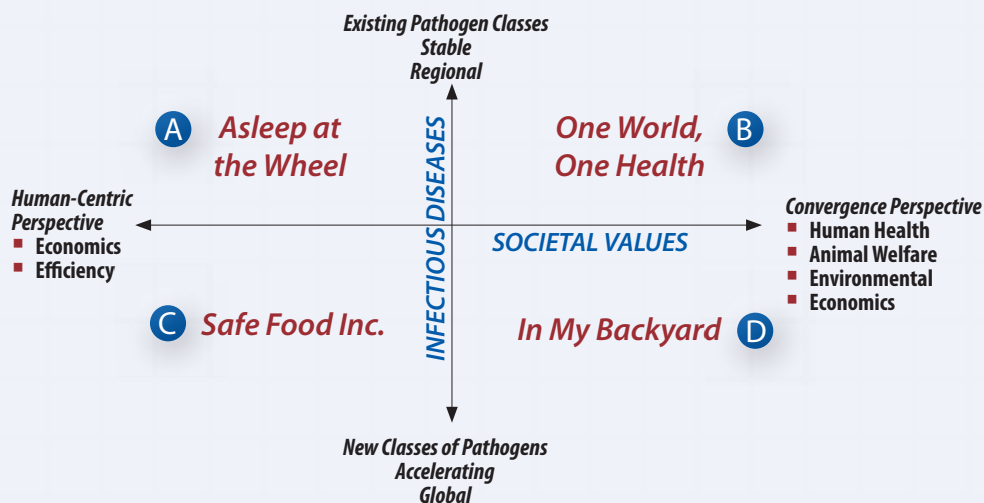 Existing Pathogen Classes
Stable
Regional
A
Asleep at
the Wheel
One World,
One Health
B
INFECTIOUS DISEASES
Human-Centric
Perspective
Economics
Efficiency
SOCIETAL VALUES
Convergence Perspective
Human Health
Animal Welfare
Environmental
Economics
C
Safe Food Inc.
In My Backyard
D
New Classes of Pathogens
Accelerating
Global